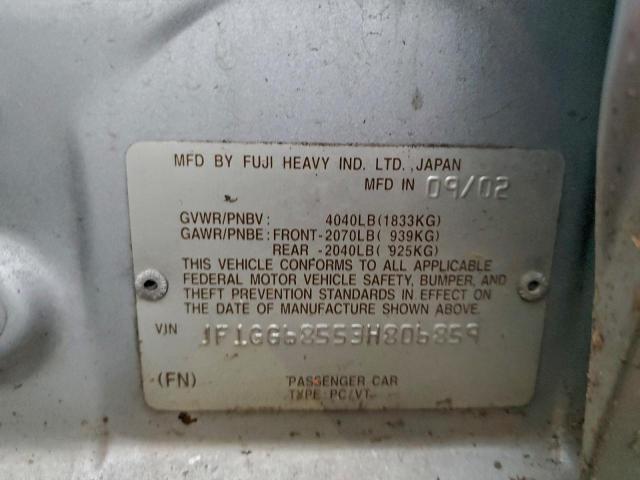 MFD BY FUJI HEAVY IND. LTD., JAPAN
MFD IN 09/02
GVWR/PNBV: 4040LB(1833KG)
GAWR/PNBE: FRONT-2070LB( 939KG)
REAR -2040LB( 925KG)
THIS VEHICLE CONFORMS TO ALL APPLICABLE
FEDERAL MOTOR VEHICLE SAFETY, BUMPER, AND
THEFT PREVENTION STANDARDS IN EFFECT ON
THE DATE OF MANUFACTURE SHOWN ABOVE.
VIN JF1GG68553H806859
(FN) PASSENGER CAR
TYPE: PC/VT